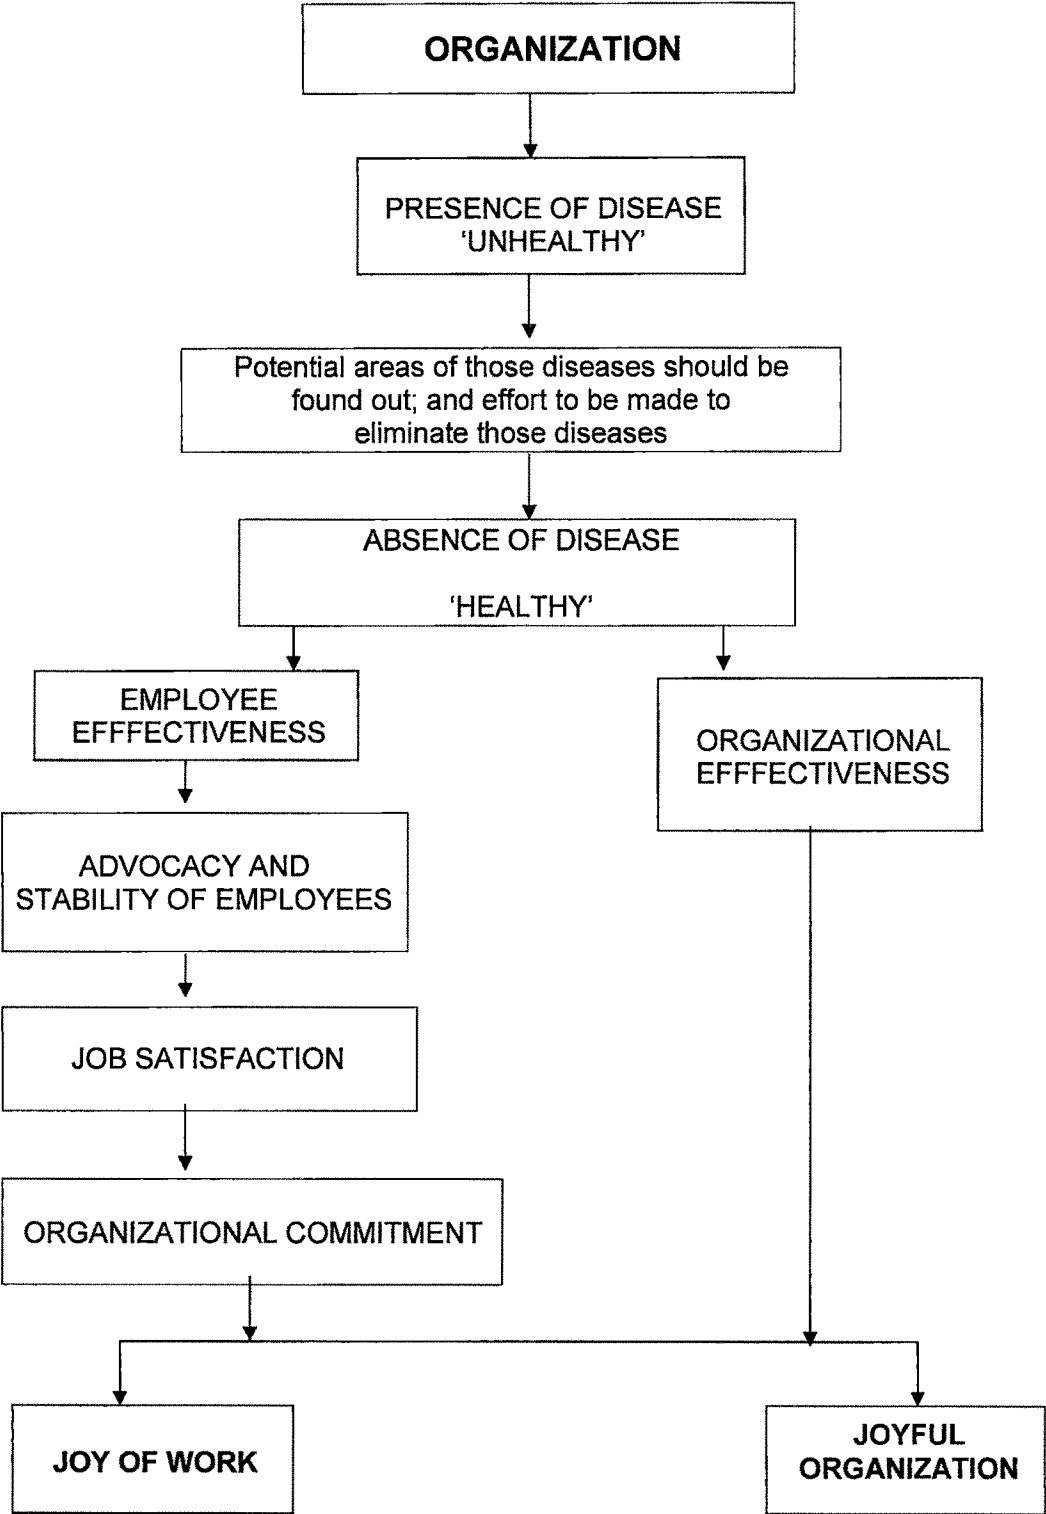 ORGANIZATION
PRESENCE OF DISEASE
‘UNHEALTHY’
Potential areas of those diseases should be
found out; and effort to be made to
eliminate those diseases
ABSENCE OF DISEASE
‘HEALTHY’
EMPLOYEE
EFFFECTIVENESS
ORGANIZATIONAL
EFFFECTIVENESS
ADVOCACY AND
STABILITY OF EMPLOYEES
JOB SATISFACTION
ORGANIZATIONAL COMMITMENT
JOY OF WORK
JOYFUL
ORGANIZATION